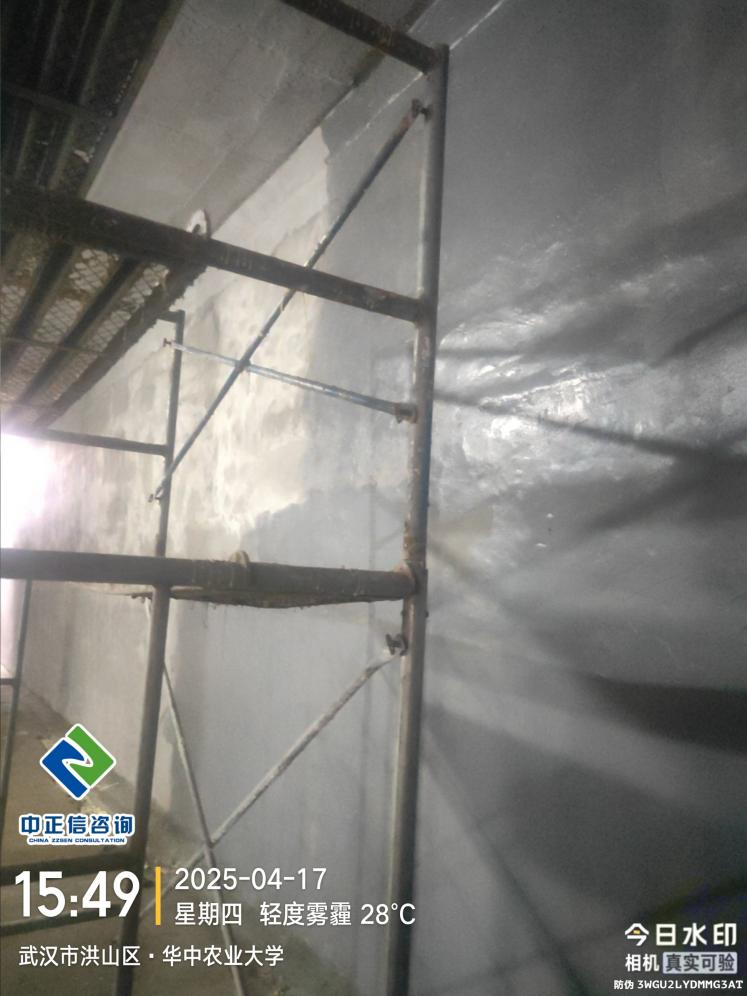 中正信咨询
CHINA ZZSEN CONSULTATION
15:49
2025-04-17
星期四 轻度雾霾 28°C
武汉市洪山区·华中农业大学
今日水印
相机 真实可验
防伪 3WGU2LYDMMG3AT